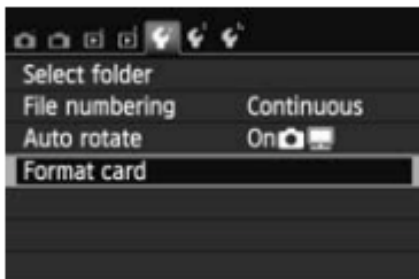 Select folder
File numbering Continuous
Auto rotate On
Format card